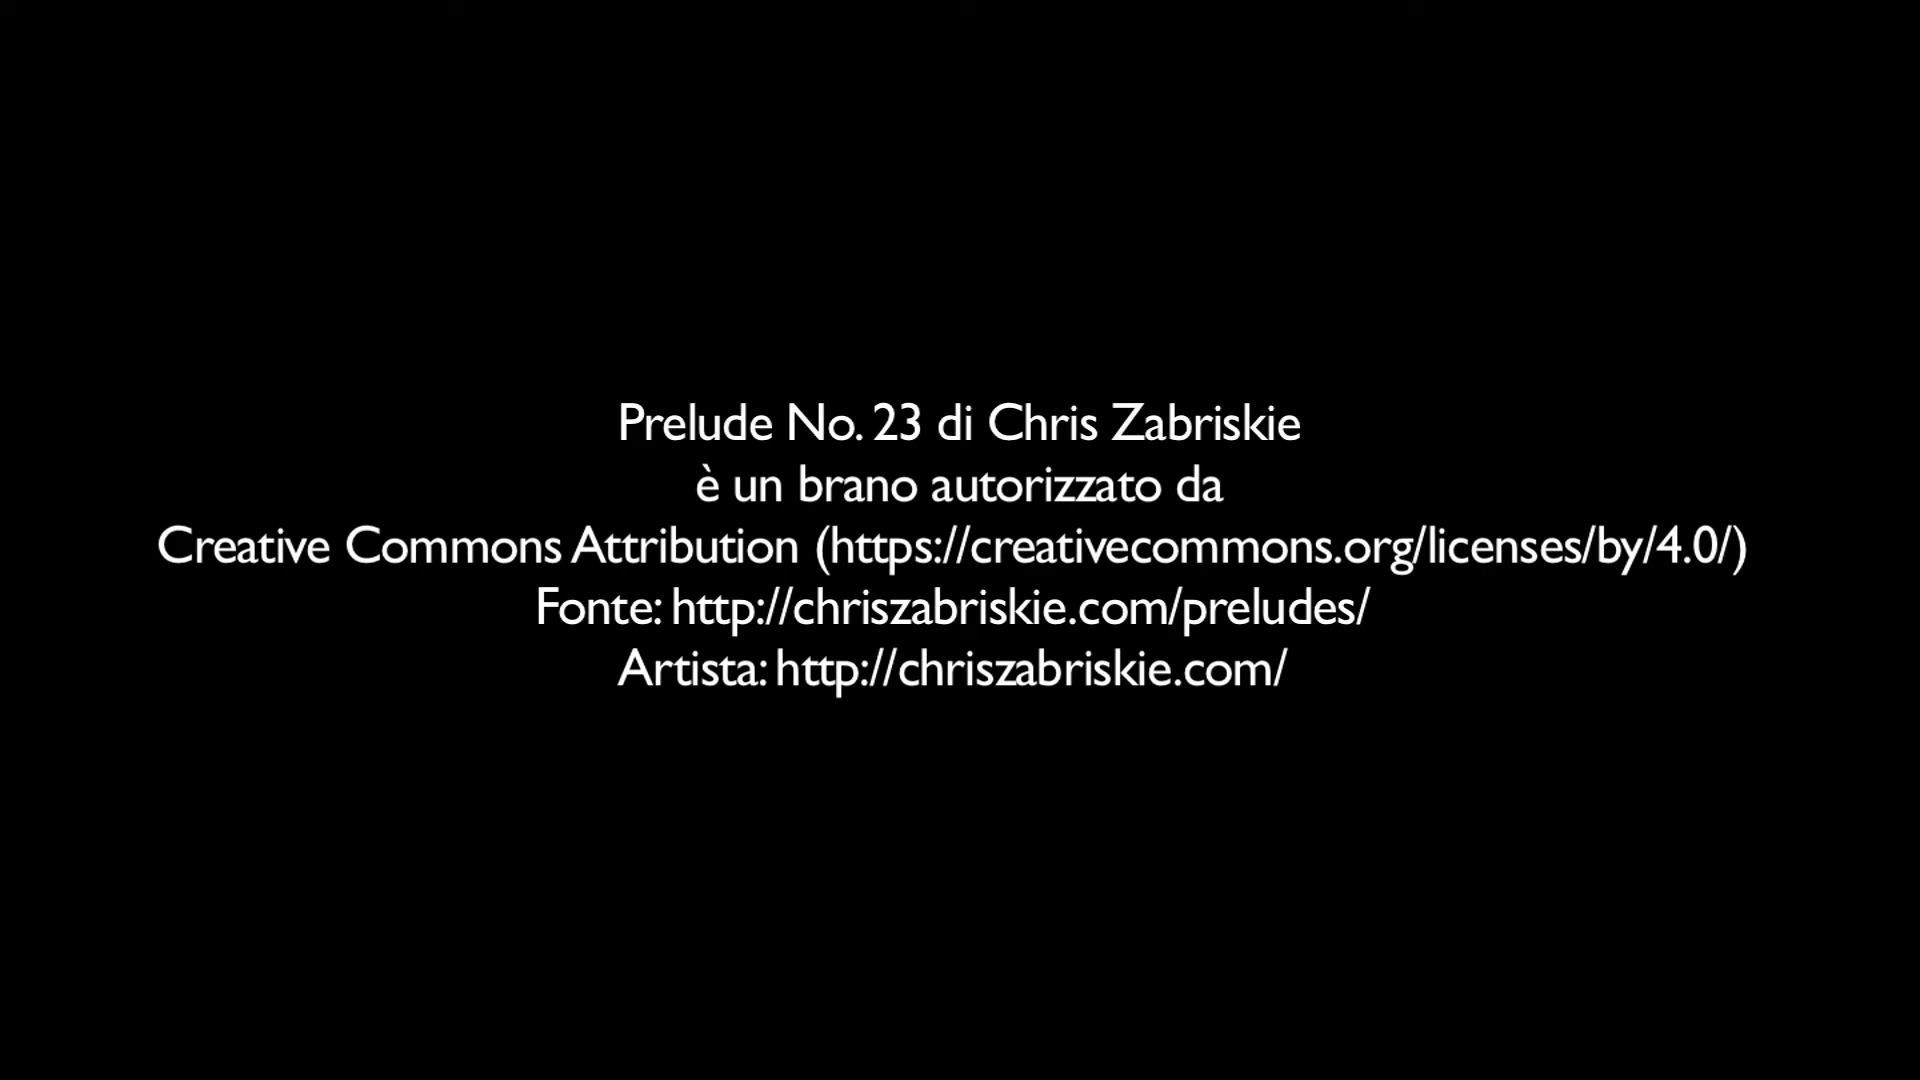 Prelude No. 23 di Chris Zabriskie
è un brano autorizzato da
Creative Commons Attribution (https://creativecommons.org/licenses/by/4.0/)
Fonte: http://chriszabriskie.com/preludes/
Artista: http://chriszabriskie.com/